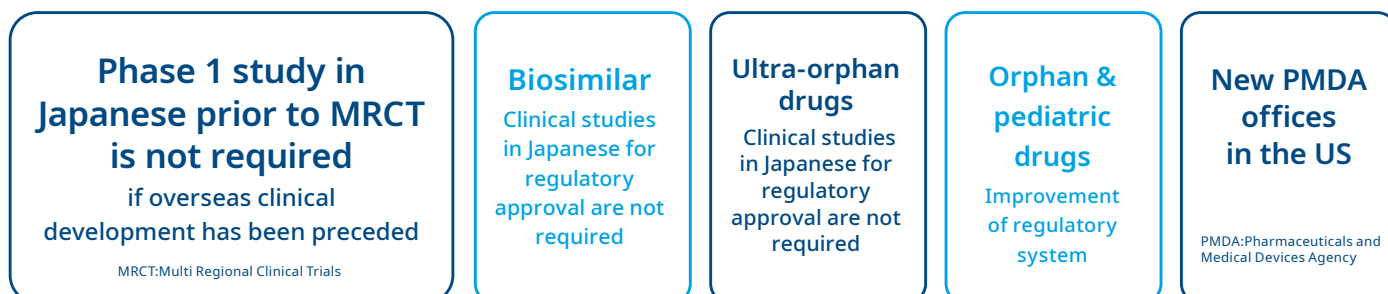 Phase 1 study in
Japanese prior to MRCT
is not required
if overseas clinical
development has been preceded
MRCT:Multi Regional Clinical Trials
Biosimilar
Clinical studies
in Japanese for
regulatory
approval are not
required
Ultra-orphan
drugs
Clinical studies
in Japanese for
regulatory
approval are not
required
Orphan &
pediatric
drugs
Improvement
of regulatory
system
New PMDA
offices
in the US
PMDA:Pharmaceuticals and
Medical Devices Agency